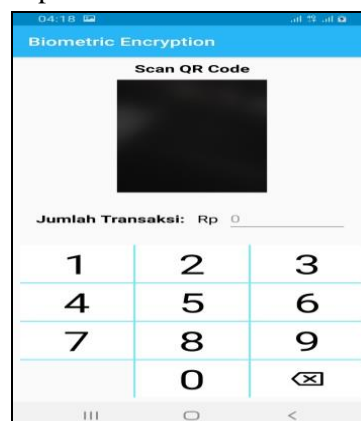 04:18
Biometric Encryption
Scan QR Code
Jumlah Transaksi: Rp 0
1 2 3
4 5 6
7 8 9
0